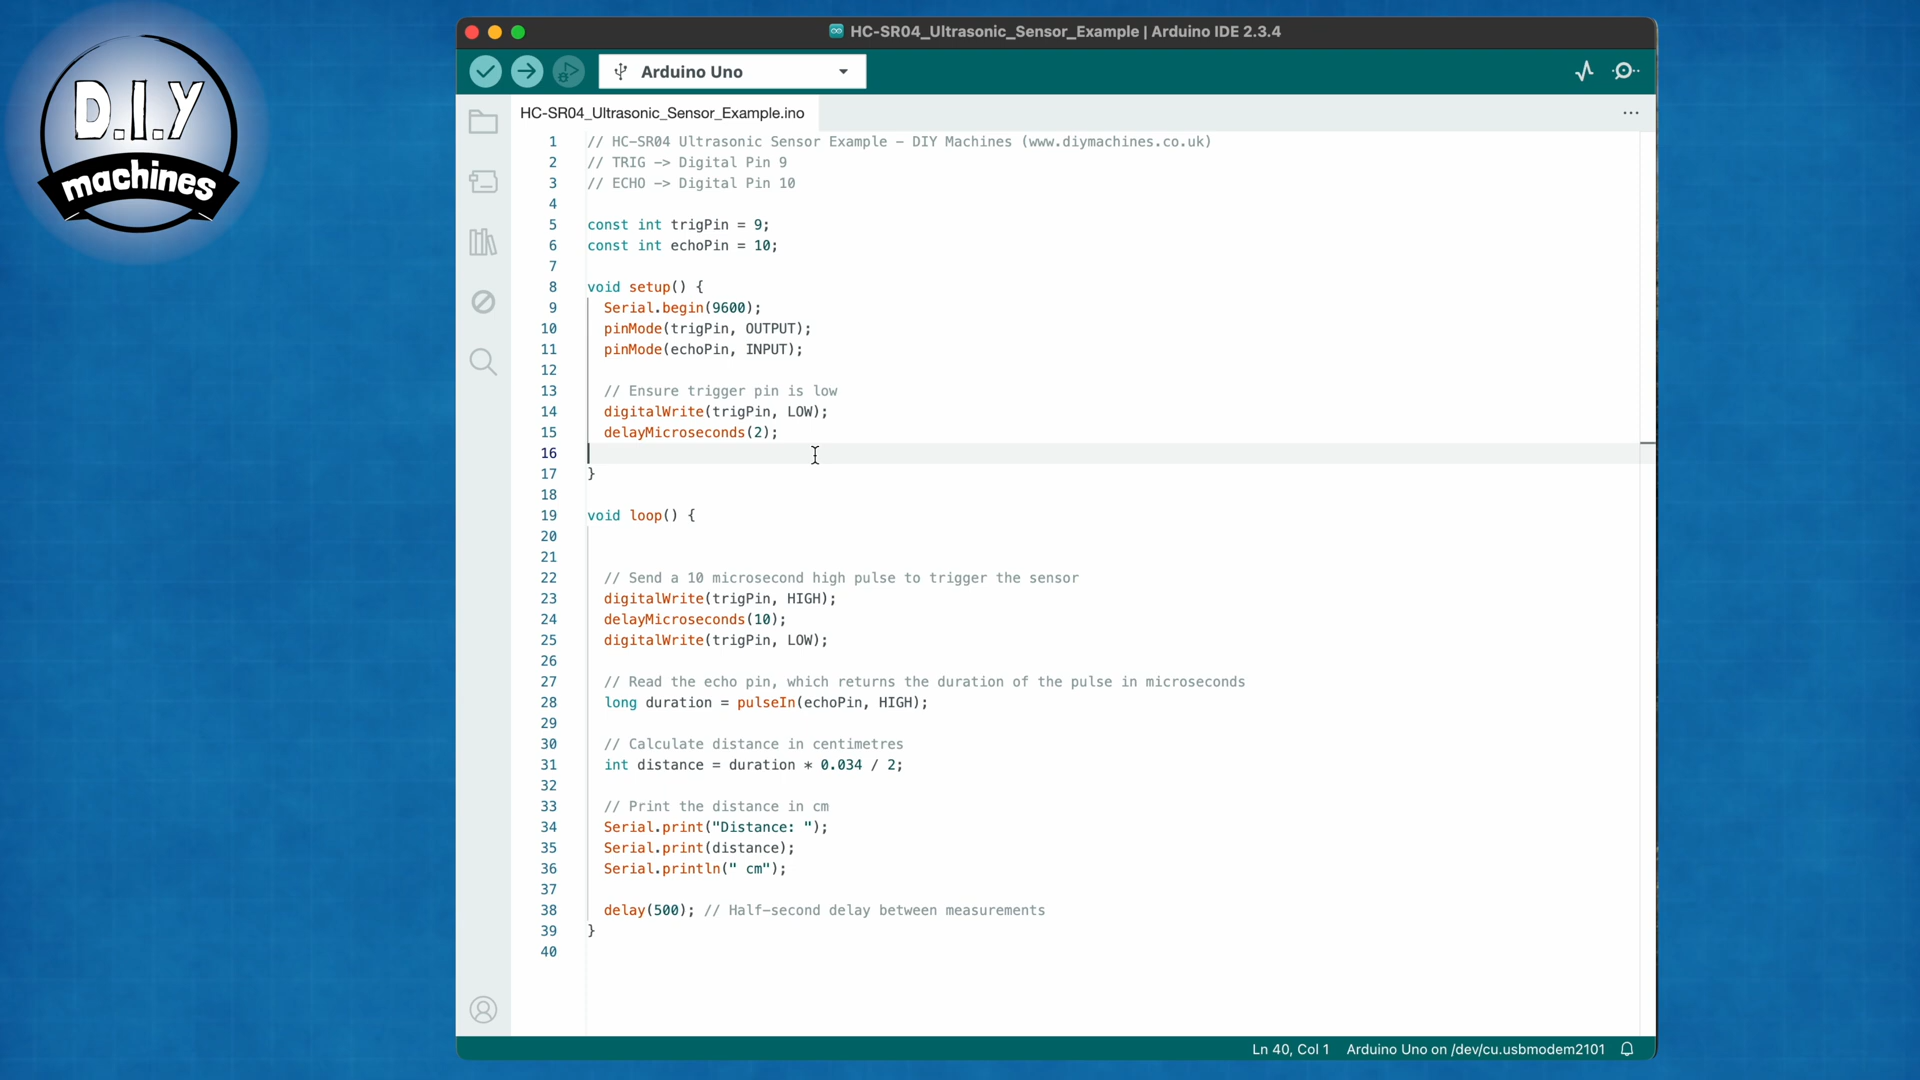 D.I.Y
machines
HC-SR04_Ultrasonic_Sensor_Example | Arduino IDE 2.3.4
Arduino Uno
HC-SR04_Ultrasonic_Sensor_Example.ino
1 // HC-SR04 Ultrasonic Sensor Example – DIY Machines (www.diymachines.co.uk)
2 // TRIG -> Digital Pin 9
3 // ECHO -> Digital Pin 10
4
5 const int trigPin = 9;
6 const int echoPin = 10;
7
8 void setup() {
9   Serial.begin(9600);
10   pinMode(trigPin, OUTPUT);
11   pinMode(echoPin, INPUT);
12
13   // Ensure trigger pin is low
14   digitalWrite(trigPin, LOW);
15   delayMicroseconds(2);
16
17 }
18
19 void loop() {
20
21
22   // Send a 10 microsecond high pulse to trigger the sensor
23   digitalWrite(trigPin, HIGH);
24   delayMicroseconds(10);
25   digitalWrite(trigPin, LOW);
26
27   // Read the echo pin, which returns the duration of the pulse in microseconds
28   long duration = pulseIn(echoPin, HIGH);
29
30   // Calculate distance in centimetres
31   int distance = duration * 0.034 / 2;
32
33   // Print the distance in cm
34   Serial.print("Distance: ");
35   Serial.print(distance);
36   Serial.println(" cm");
37
38   delay(500); // Half-second delay between measurements
39 }
40
Ln 40, Col 1 Arduino Uno on /dev/cu.usbmodem2101